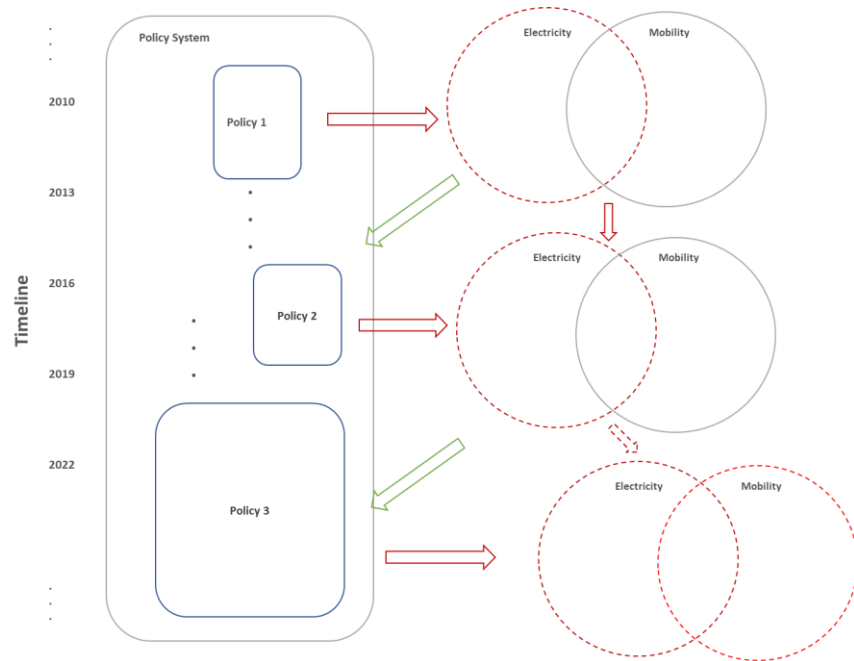 Policy System
Electricity
Mobility
2010
Policy 1
2013
Electricity
Mobility
Timeline
2016
Policy 2
2019
2022
Electricity
Mobility
Policy 3